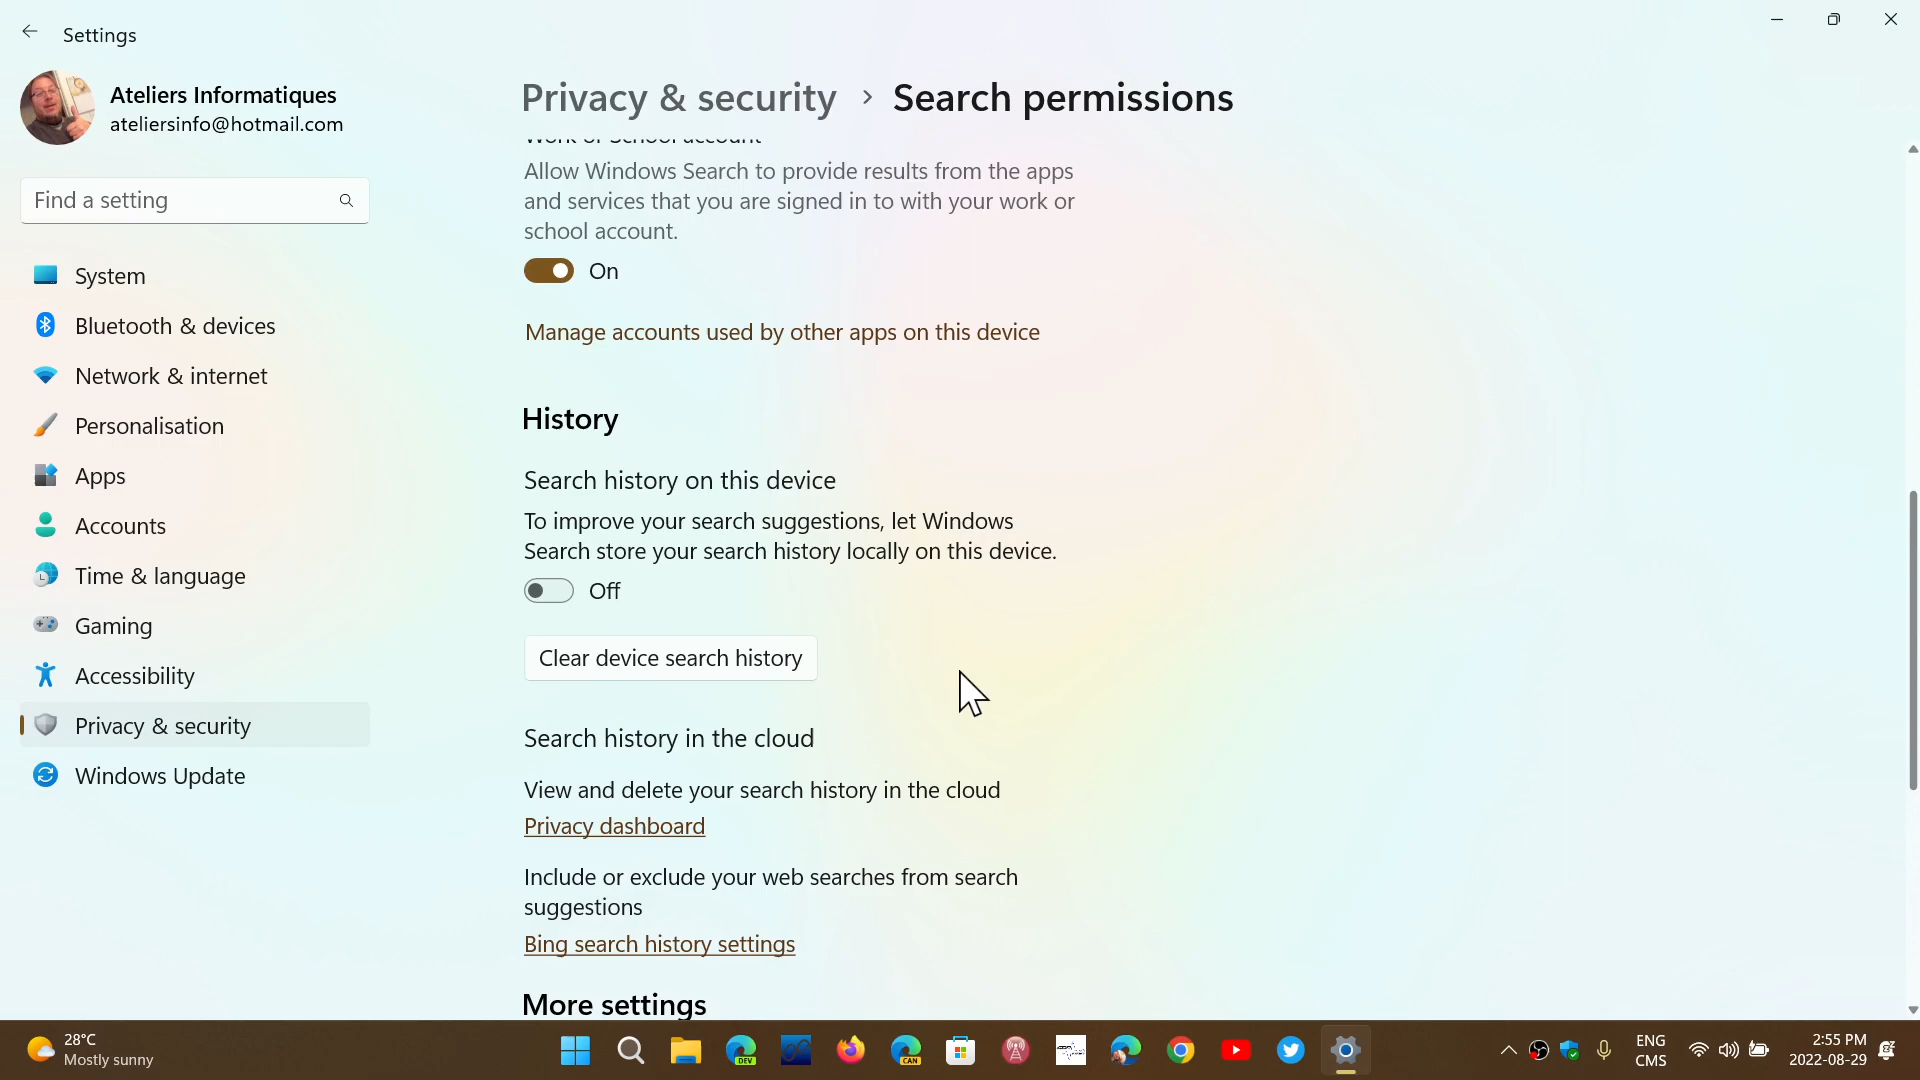 Settings
Ateliers Informatiques
ateliersinfo@hotmail.com
Find a setting
System
Bluetooth & devices
Network & internet
Personalisation
Apps
Accounts
Time & language
Gaming
Accessibility
Privacy & security
Windows Update
Privacy & security > Search permissions
Work or School account
Allow Windows Search to provide results from the apps
and services that you are signed in to with your work or
school account.
On
Manage accounts used by other apps on this device
History
Search history on this device
To improve your search suggestions, let Windows
Search store your search history locally on this device.
Off
Clear device search history
Search history in the cloud
View and delete your search history in the cloud
Privacy dashboard
Include or exclude your web searches from search
suggestions
Bing search history settings
More settings
28°C
Mostly sunny
DEV
CAN
ENG
CMS
2:55 PM
2022-08-29